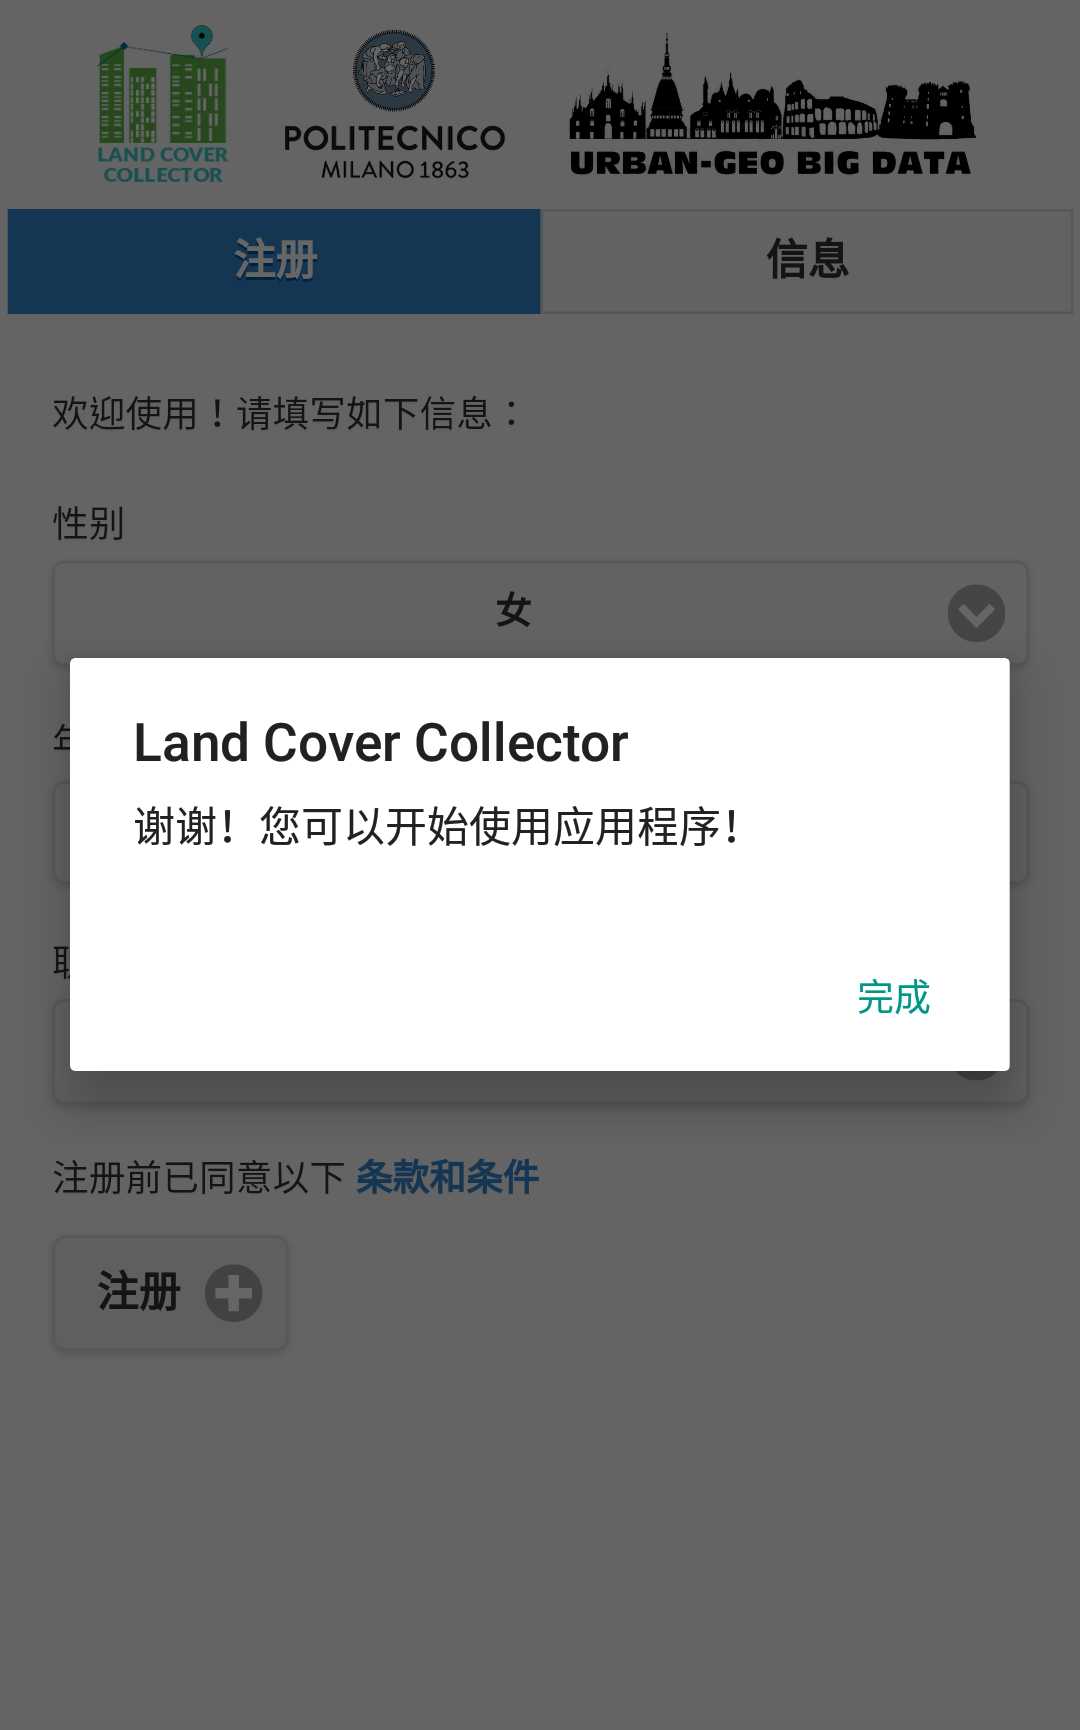 LAND COVER
COLLECTOR
POLITECNICO
MILANO 1863
URBAN-GEO BIG DATA
注册
信息
欢迎使用！请填写如下信息：
性别
女
Land Cover Collector
谢谢！您可以开始使用应用程序！
完成
注册前已同意以下 条款和条件
注册